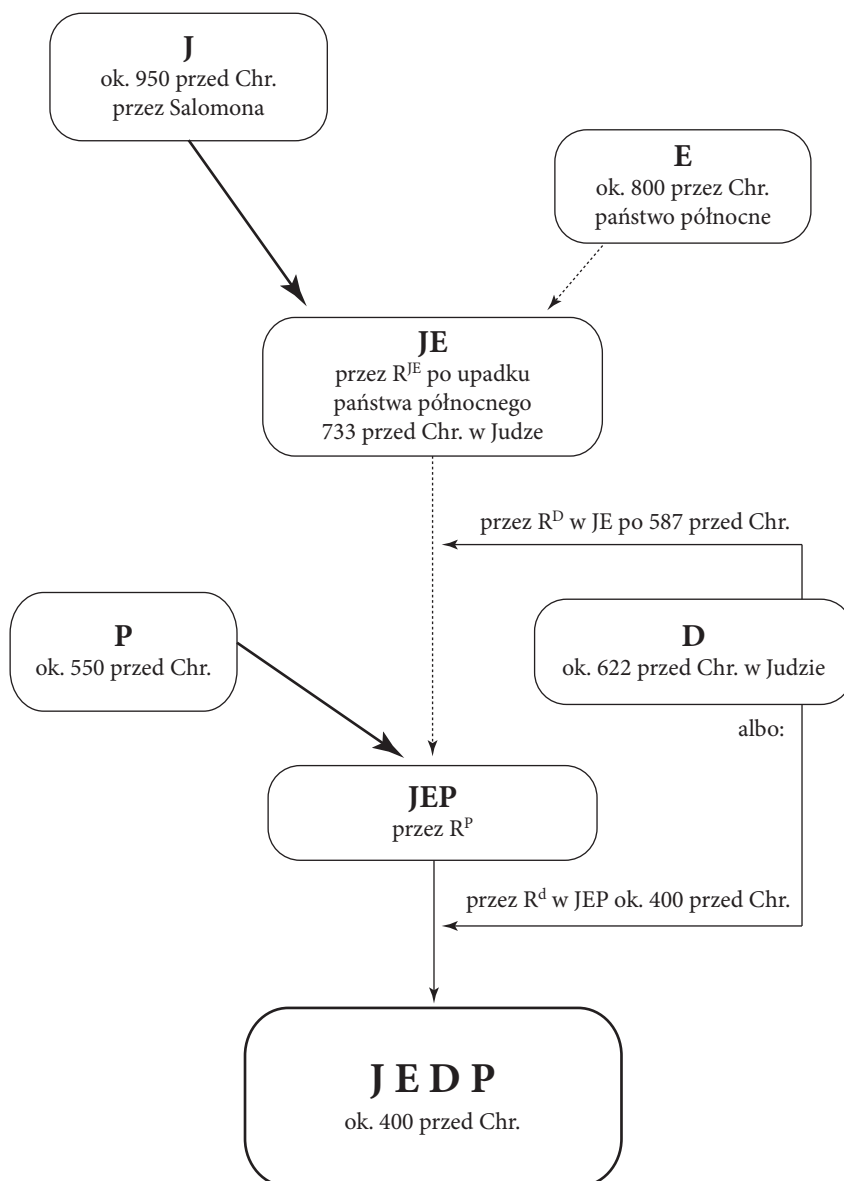 J
ok. 950 przed Chr.
przez Salomona
E
ok. 800 przez Chr.
państwo północne
JE
przez R^JE po upadku
państwa północnego
733 przed Chr. w Judze
przez R^D w JE po 587 przed Chr.
P
ok. 550 przed Chr.
D
ok. 622 przed Chr. w Judzie
albo:
JEP
przez R^P
przez R^d w JEP ok. 400 przed Chr.
J E D P
ok. 400 przed Chr.